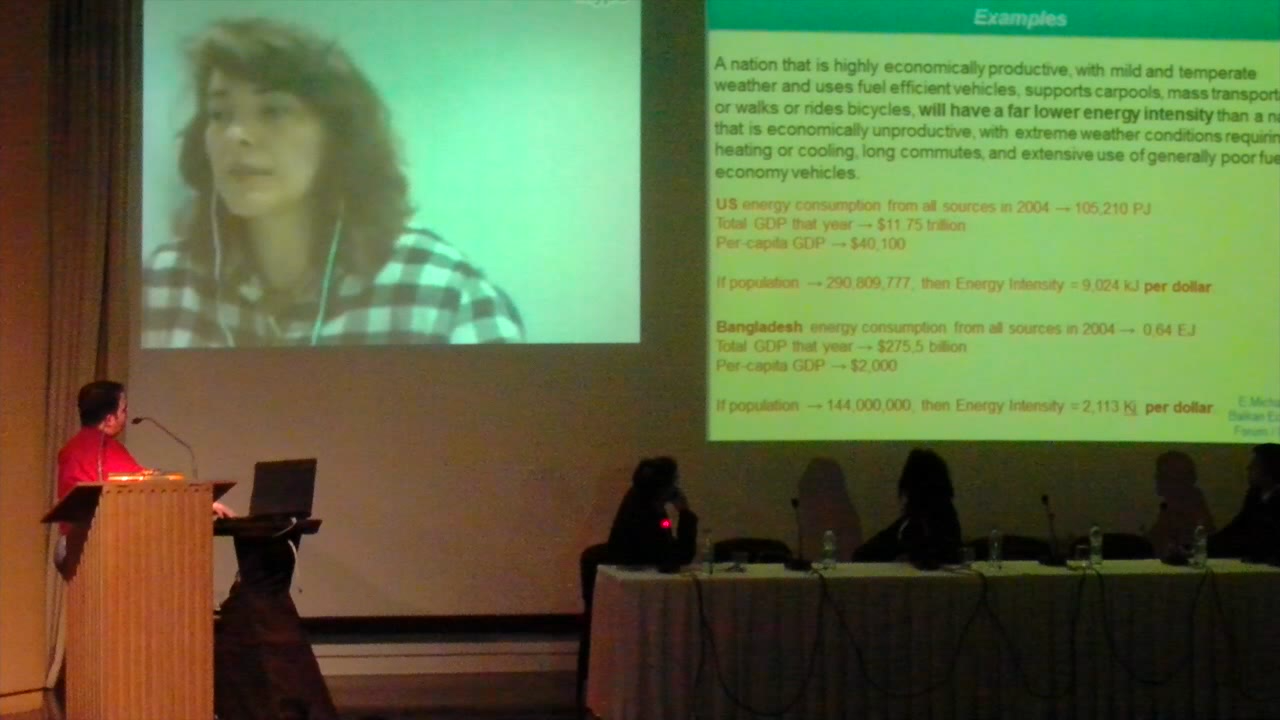 Examples
A nation that is highly economically productive, with mild and temperate
weather and uses fuel efficient vehicles, supports carpools, mass transport
or walks or rides bicycles, will have a far lower energy intensity than a
that is economically unproductive, with extreme weather conditions
heating or cooling, long commutes, and extensive use of generally poor
economy vehicles.
US energy consumption from all sources in 2004 → 105,210 PJ
Total GDP that year → $11.75 trillion
Per-capita GDP → $40,100
If population → 290,809,777, then Energy Intensity = 9,024 kJ per dollar
Bangladesh energy consumption from all sources in 2004 → 0,64 EJ
Total GDP that year → $275,5 billion
Per-capita GDP → $2,000
If population → 144,000,000, then Energy Intensity = 2,113 Kj per dollar
Balkan
Forum